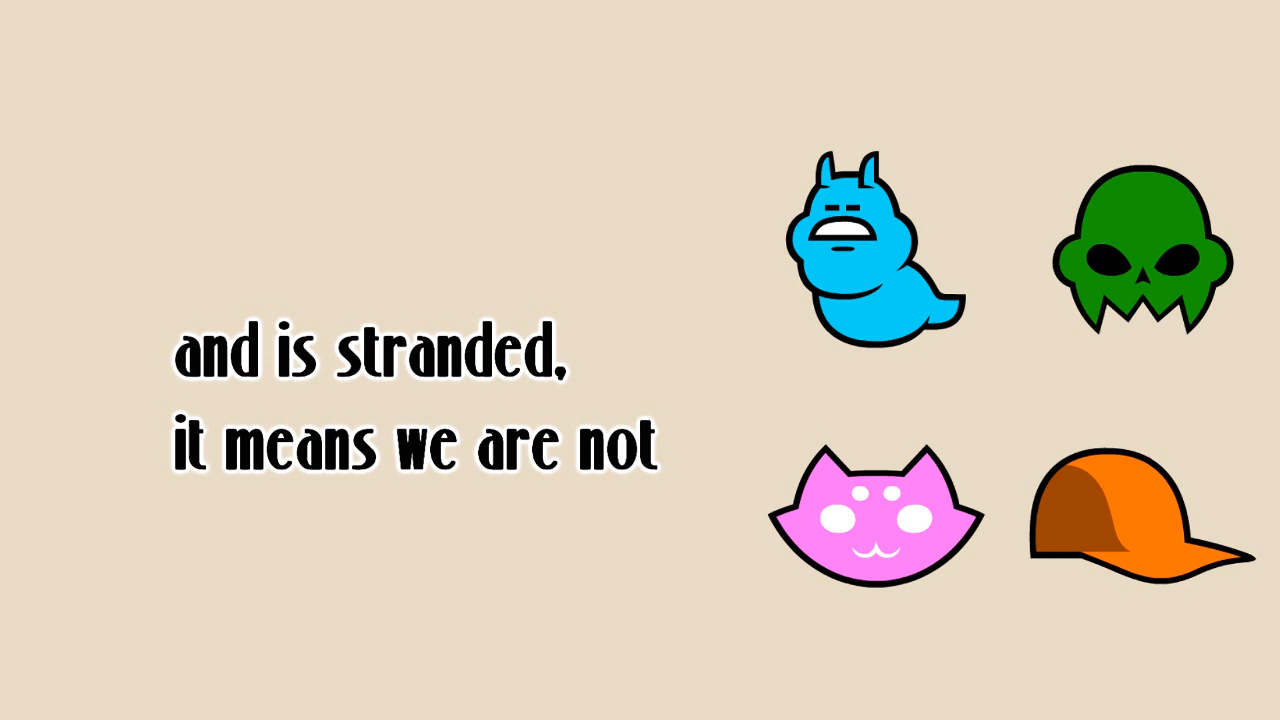 and is stranded,
it means we are not